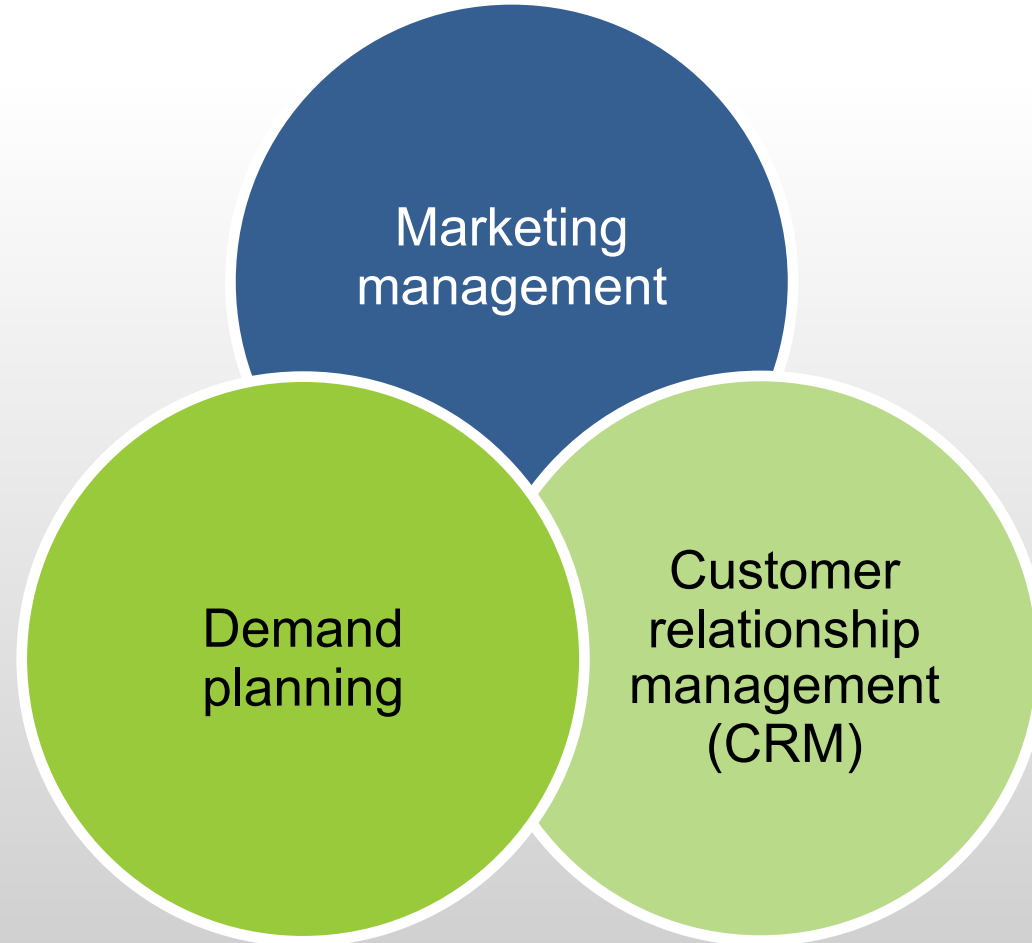 Marketing
management
Demand
planning
Customer
relationship
management
(CRM)